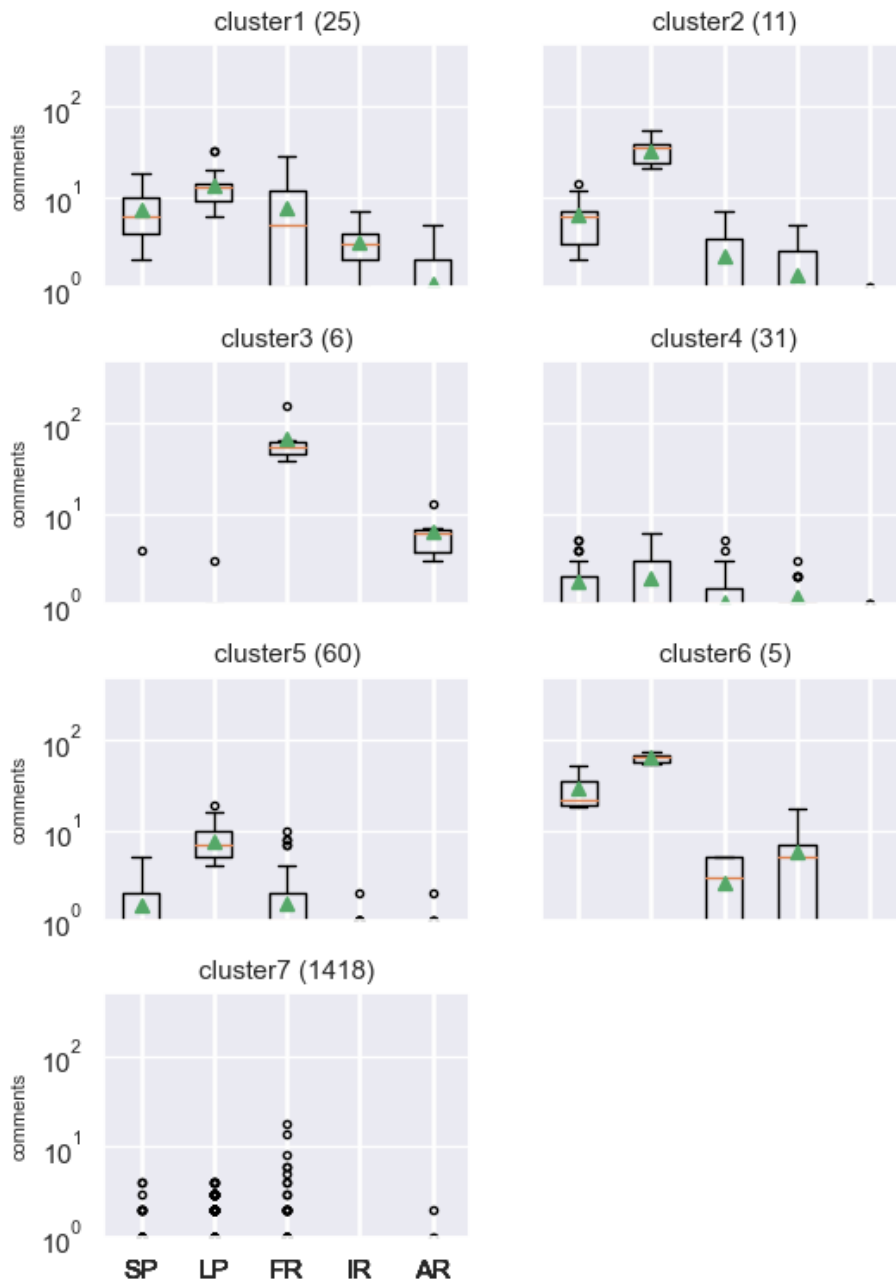 cluster1 (25)
cluster2 (11)
comments
10^2
10^1
10^0
cluster3 (6)
cluster4 (31)
comments
10^2
10^1
10^0
cluster5 (60)
cluster6 (5)
comments
10^2
10^1
10^0
cluster7 (1418)
comments
10^2
10^1
10^0
SP LP FR IR AR